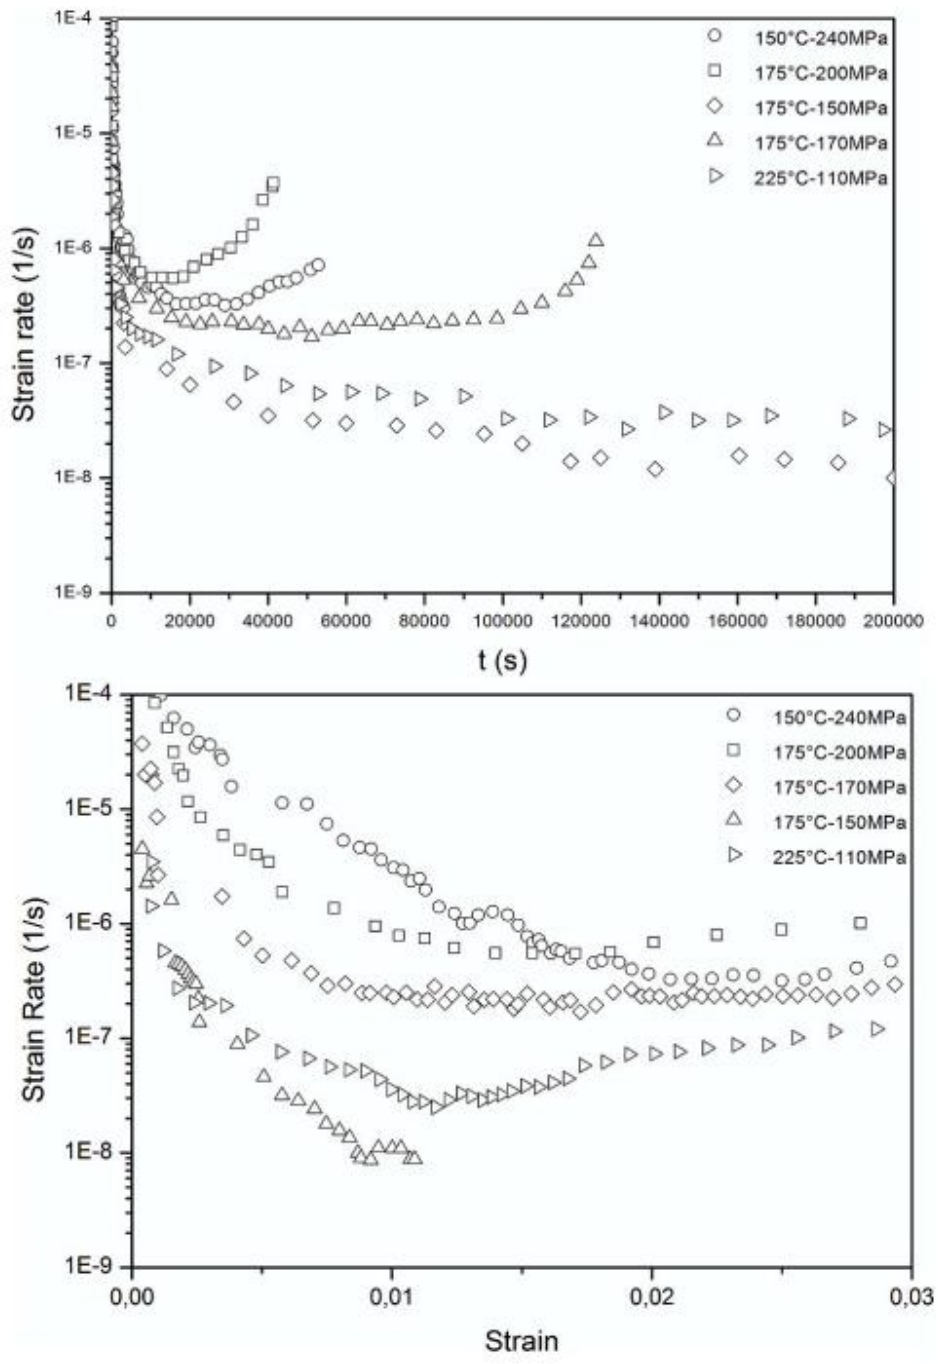 1E-4
1E-5
1E-6
1E-7
1E-8
1E-9
Strain rate (1/s)
150°C-240MPa
175°C-200MPa
175°C-150MPa
175°C-170MPa
225°C-110MPa
0 20000 40000 60000 80000 100000 120000 140000 160000 180000 200000
t (s)
1E-4
1E-5
1E-6
1E-7
1E-8
1E-9
Strain Rate (1/s)
150°C-240MPa
175°C-200MPa
175°C-170MPa
175°C-150MPa
225°C-110MPa
0,00 0,01 0,02 0,03
Strain